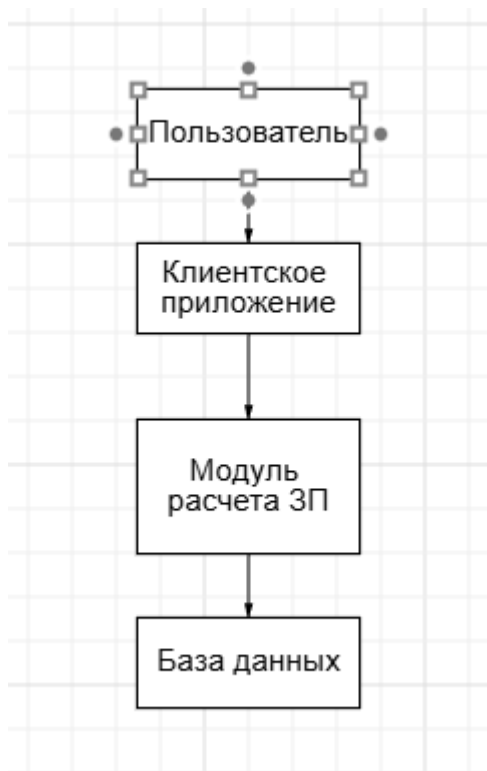 Пользователь
Клиентское
приложение
Модуль
расчета ЗП
База данных